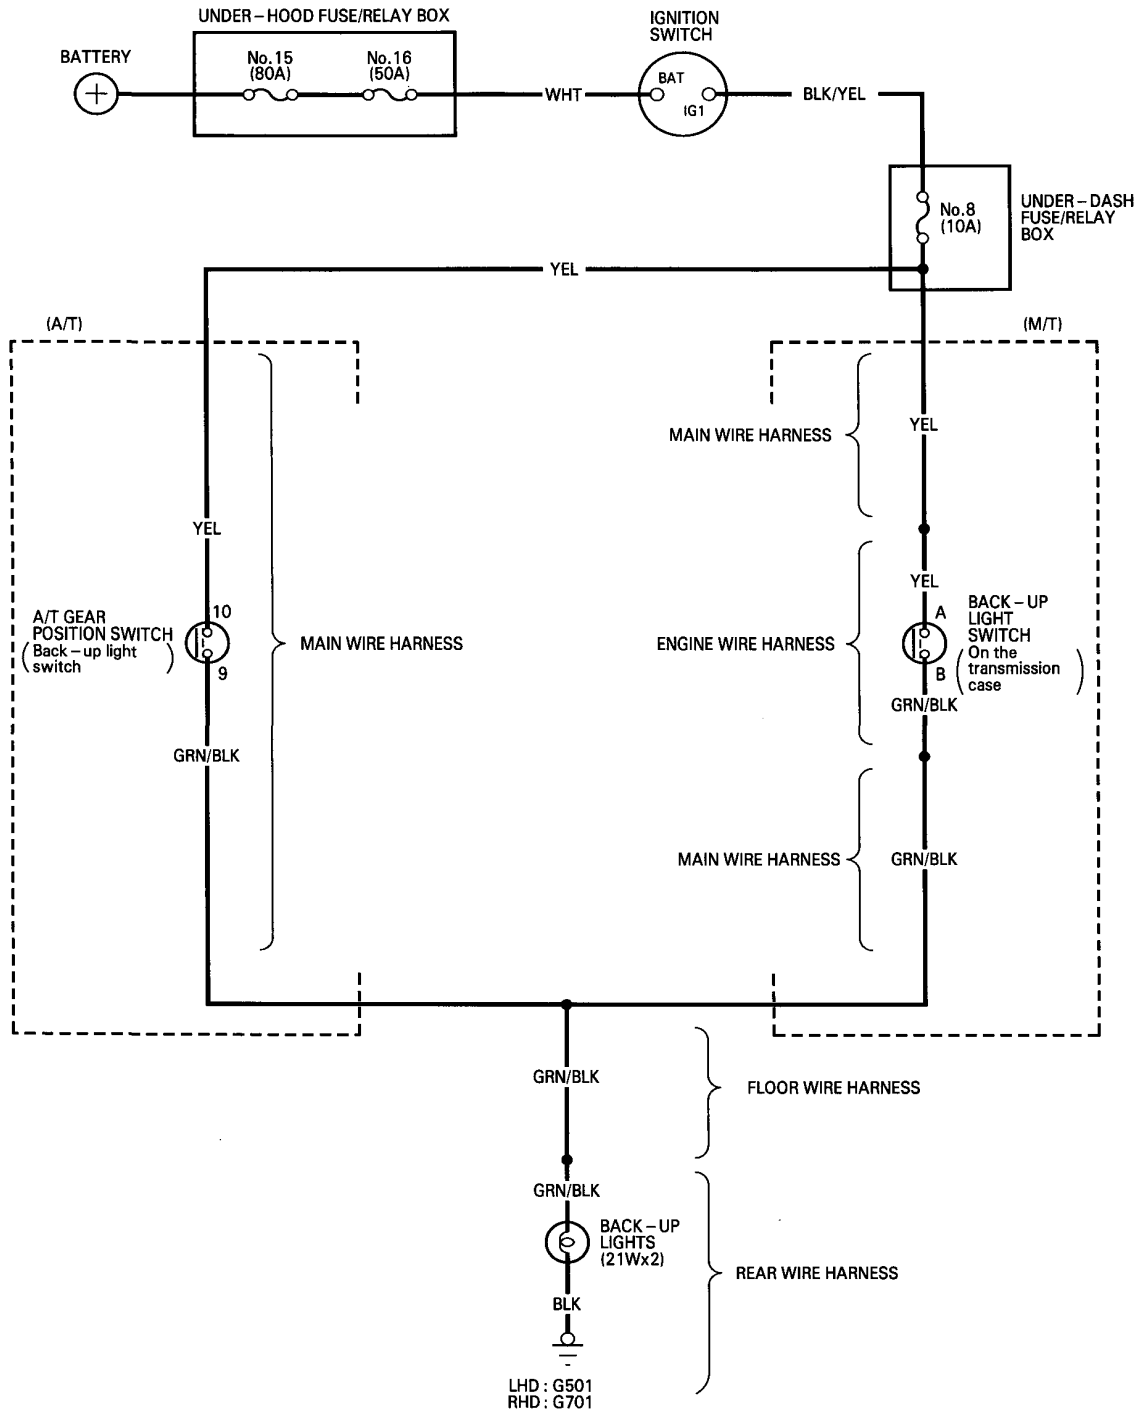 UNDER-HOOD FUSE/RELAY BOX
IGNITION
SWITCH
BATTERY
No.15
(80A)
No.16
(50A)
WHT
BAT
IG1
BLK/YEL
No.8
(10A)
UNDER-DASH
FUSE/RELAY
BOX
YEL
(A/T)
(M/T)
MAIN WIRE HARNESS
YEL
YEL
YEL
A/T GEAR
POSITION SWITCH
(Back-up light
switch)
10
9
MAIN WIRE HARNESS
ENGINE WIRE HARNESS
A
B
BACK-UP
LIGHT
SWITCH
(On the
transmission
case)
GRN/BLK
GRN/BLK
MAIN WIRE HARNESS
GRN/BLK
GRN/BLK
FLOOR WIRE HARNESS
GRN/BLK
BACK-UP
LIGHTS
(21Wx2)
REAR WIRE HARNESS
BLK
LHD : G501
RHD : G701